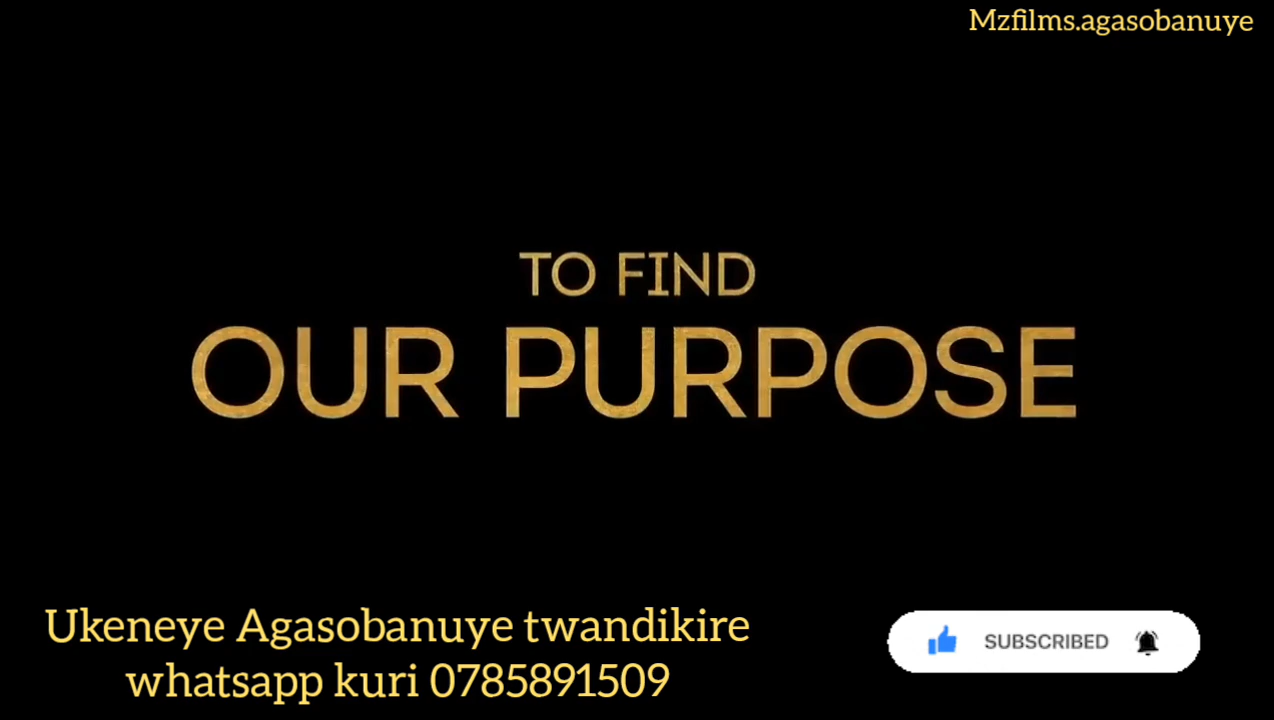 Mzfilms.agasobanuye
TO FIND
OUR PURPOSE
Ukeneye Agasobanuye twandikire
whatsapp kuri 0785891509
SUBSCRIBED